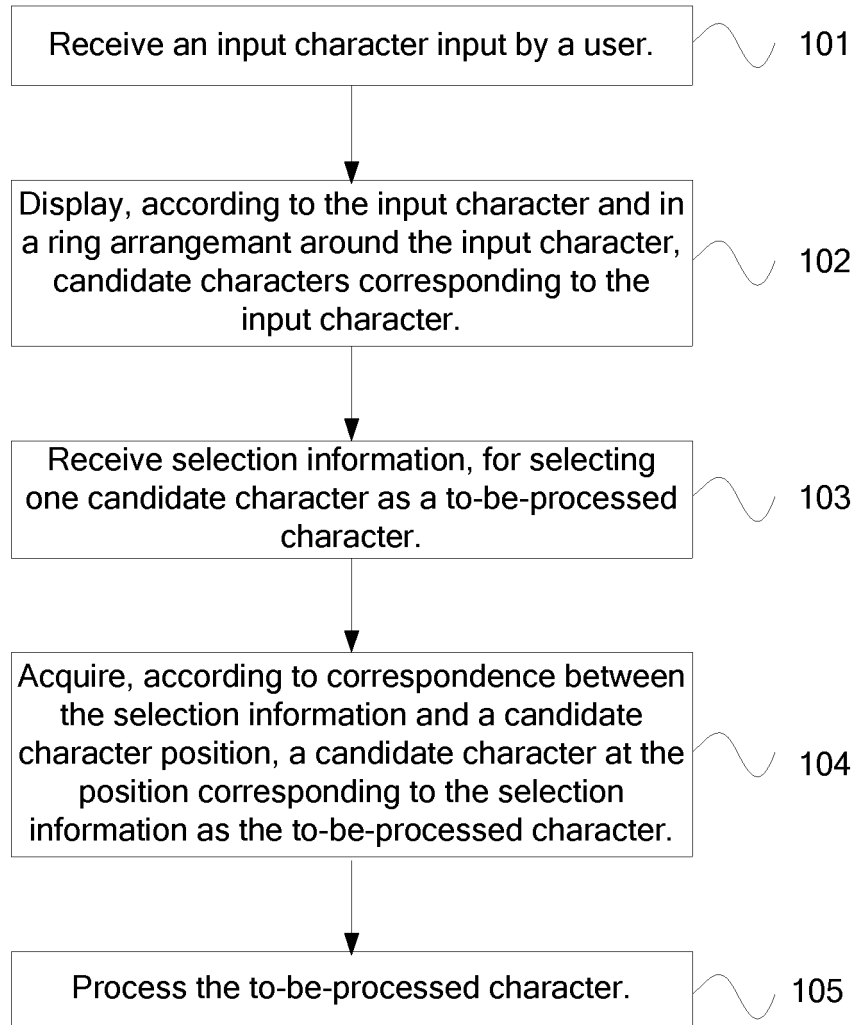 Receive an input character input by a user.
101
Display, according to the input character and in
a ring arrangemant around the input character,
candidate characters corresponding to the
input character.
102
Receive selection information, for selecting
one candidate character as a to-be-processed
character.
103
Acquire, according to correspondence between
the selection information and a candidate
character position, a candidate character at the
position corresponding to the selection
information as the to-be-processed character.
104
Process the to-be-processed character.
105